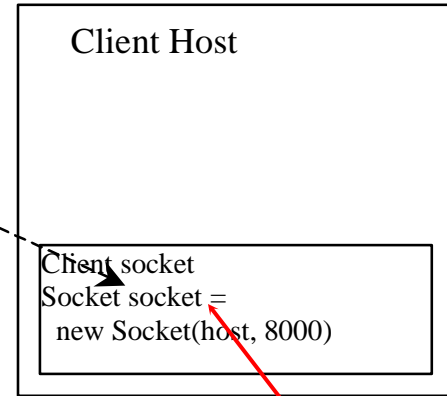 Client Host
Client socket
Socket socket =
new Socket(host, 8000)